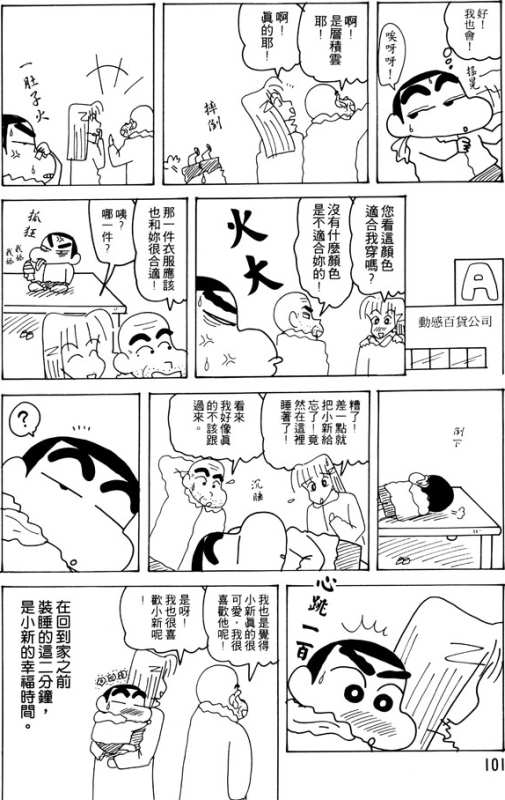 好！
我也會！
唉呀呀！
搖晃
啊！
是層積雲
耶！
啊！
真的耶！
摔倒
一肚子火
A
動感百貨公司
您看這顏色
適合我穿嗎？
沒有什麼顏色
是不適合妳的！
火大
那一件衣服應該
也和妳很合適！
咦？
哪一件？
抓狂
倒下
糟了！
差一點就
把小新給
忘了！竟
然在這裡
睡著了！
看來
我好像真
的不該跟
過來。
沉睡
？
心跳一百
我也是覺得
小新真的很
可愛，我很
喜歡他呢！
是呀！
我也很喜
歡小新呢
！
在回到家之前
裝睡的這二分鐘，
是小新的幸福時間。
101